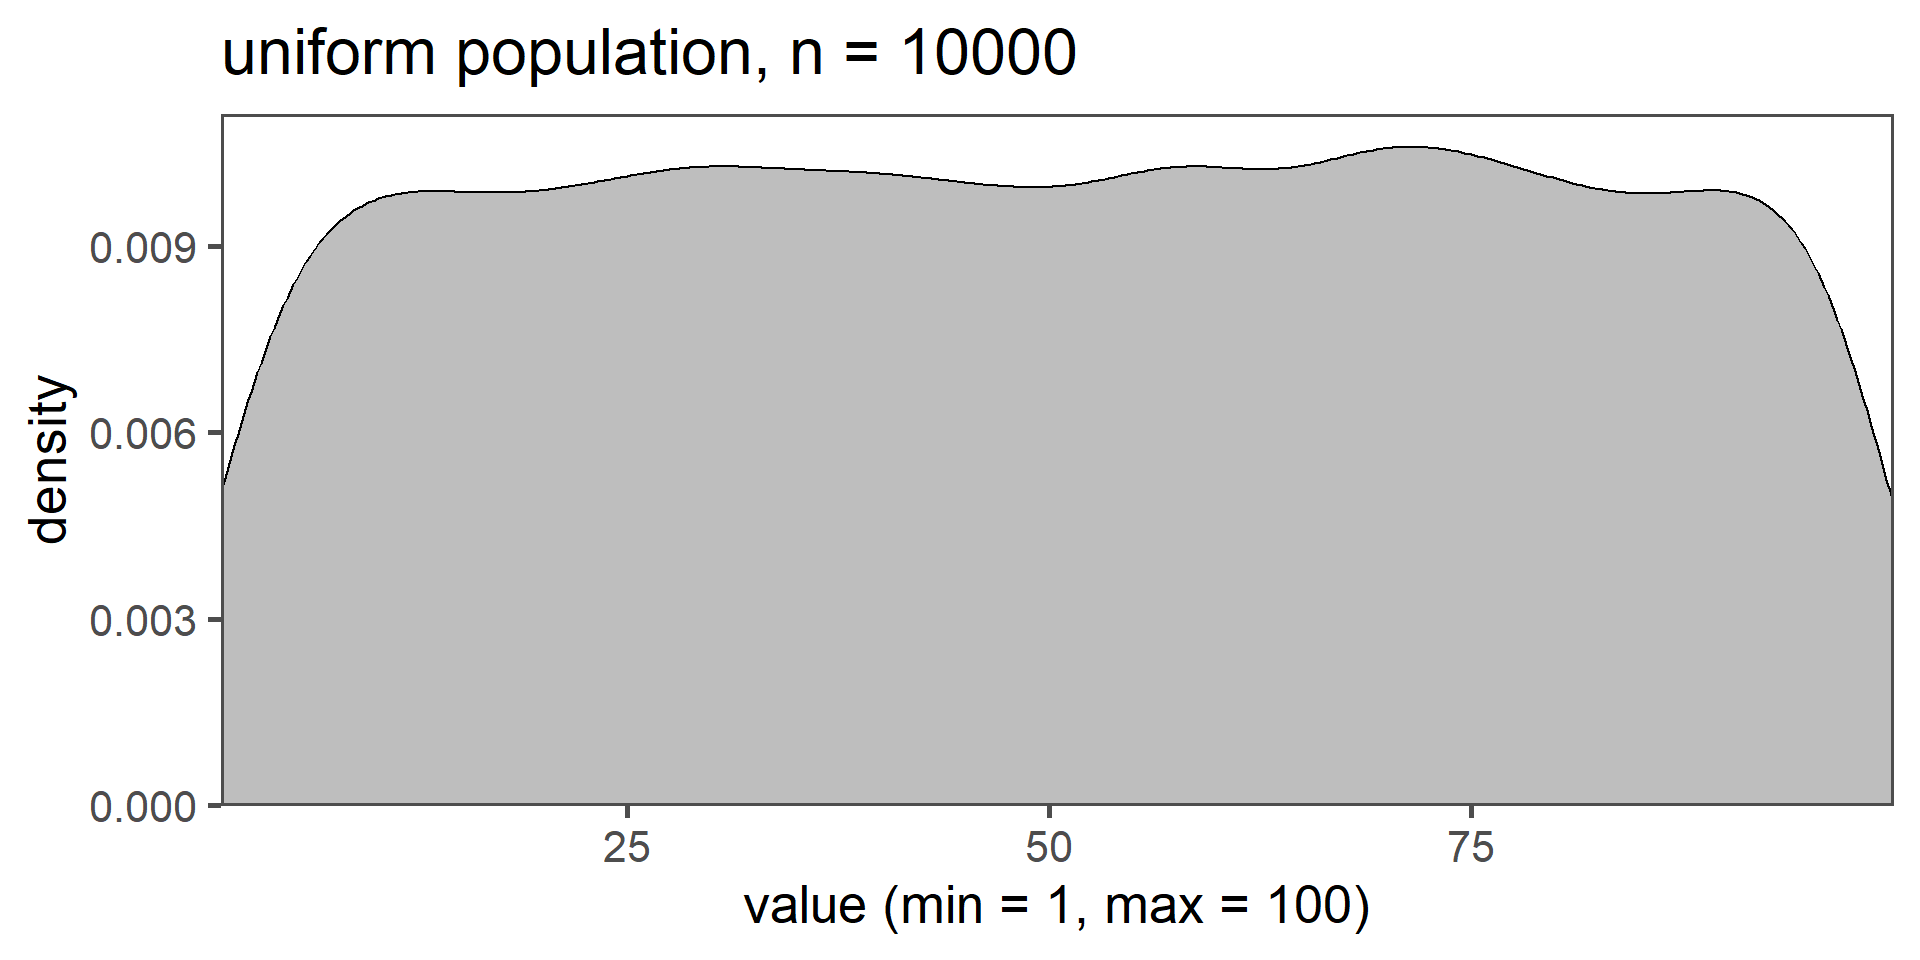 uniform population, n = 10000
density
0.009
0.006
0.003
0.000
25 50 75
value (min = 1, max = 100)